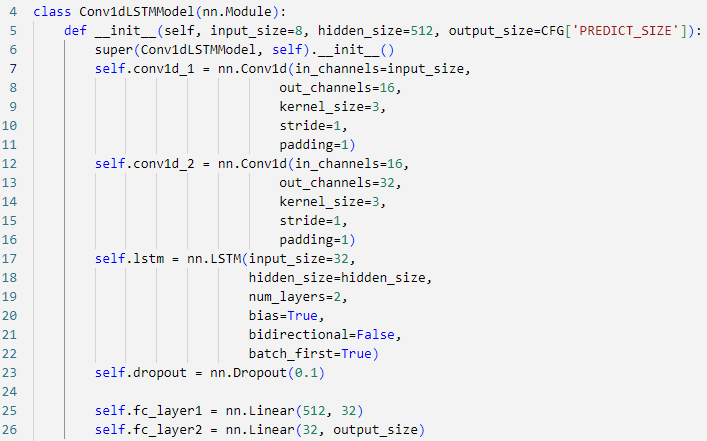 4 class Conv1dLSTMModel(nn.Module):
5     def __init__(self, input_size=8, hidden_size=512, output_size=CFG['PREDICT_SIZE']):
6         super(Conv1dLSTMModel, self).__init__()
7         self.conv1d_1 = nn.Conv1d(in_channels=input_size,
8                                 out_channels=16,
9                                 kernel_size=3,
10                                 stride=1,
11                                 padding=1)
12         self.conv1d_2 = nn.Conv1d(in_channels=16,
13                                 out_channels=32,
14                                 kernel_size=3,
15                                 stride=1,
16                                 padding=1)
17         self.lstm = nn.LSTM(input_size=32,
18                             hidden_size=hidden_size,
19                             num_layers=2,
20                             bias=True,
21                             bidirectional=False,
22                             batch_first=True)
23         self.dropout = nn.Dropout(0.1)
24
25         self.fc_layer1 = nn.Linear(512, 32)
26         self.fc_layer2 = nn.Linear(32, output_size)